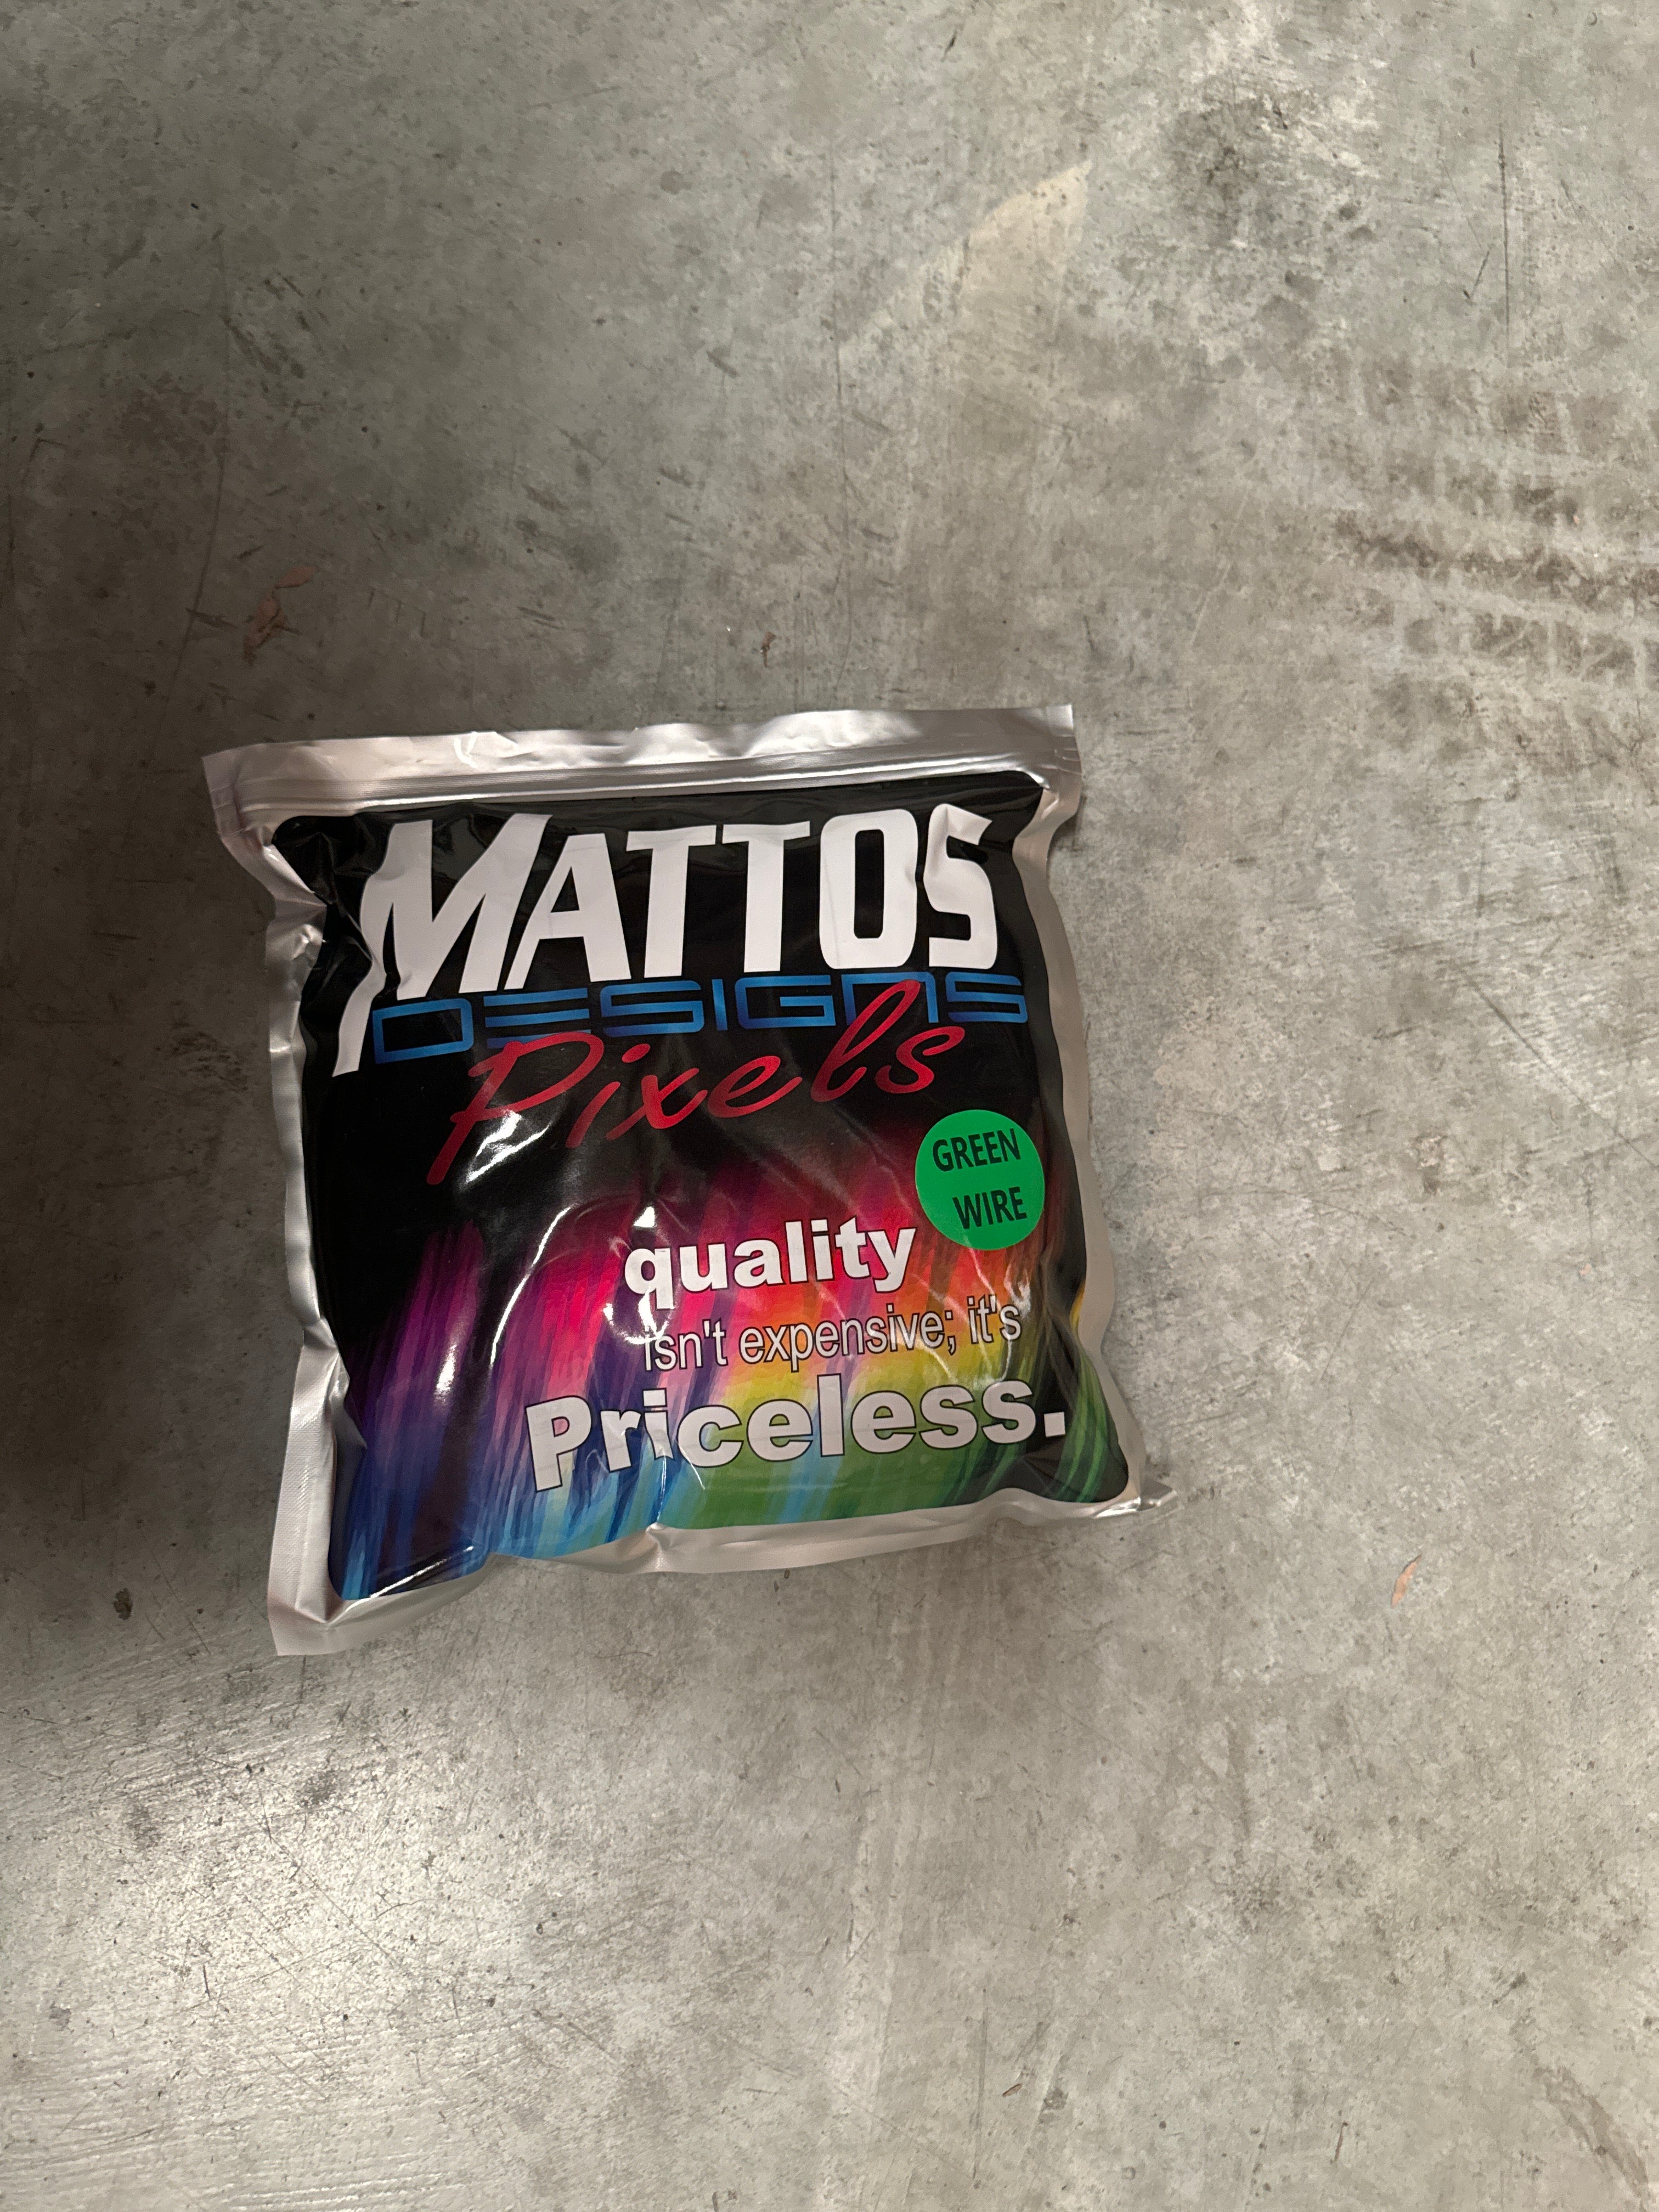 MATTOS
DESIGNS
Pixels
GREEN
WIRE
quality
isn't expensive; it's
Priceless.